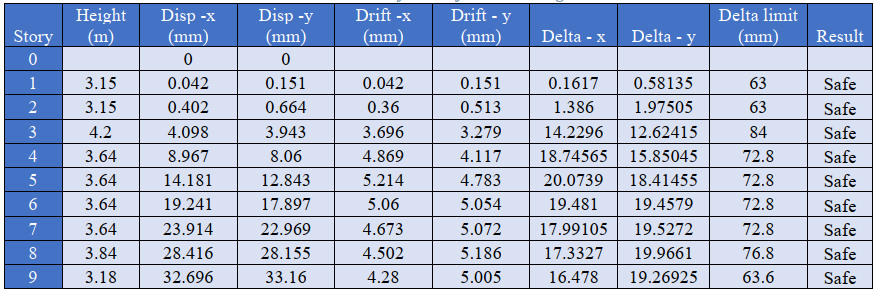 Story Height (m) Disp -x (mm) Disp -y (mm) Drift -x (mm) Drift - y (mm) Delta - x Delta - y Delta limit (mm) Result
0 0 0
1 3.15 0.042 0.151 0.042 0.151 0.1617 0.58135 63 Safe
2 3.15 0.402 0.664 0.36 0.513 1.386 1.97505 63 Safe
3 4.2 4.098 3.943 3.696 3.279 14.2296 12.62415 84 Safe
4 3.64 8.967 8.06 4.869 4.117 18.74565 15.85045 72.8 Safe
5 3.64 14.181 12.843 5.214 4.783 20.0739 18.41455 72.8 Safe
6 3.64 19.241 17.897 5.06 5.054 19.481 19.4579 72.8 Safe
7 3.64 23.914 22.969 4.673 5.072 17.99105 19.5272 72.8 Safe
8 3.84 28.416 28.155 4.502 5.186 17.3327 19.9661 76.8 Safe
9 3.18 32.696 33.16 4.28 5.005 16.478 19.26925 63.6 Safe